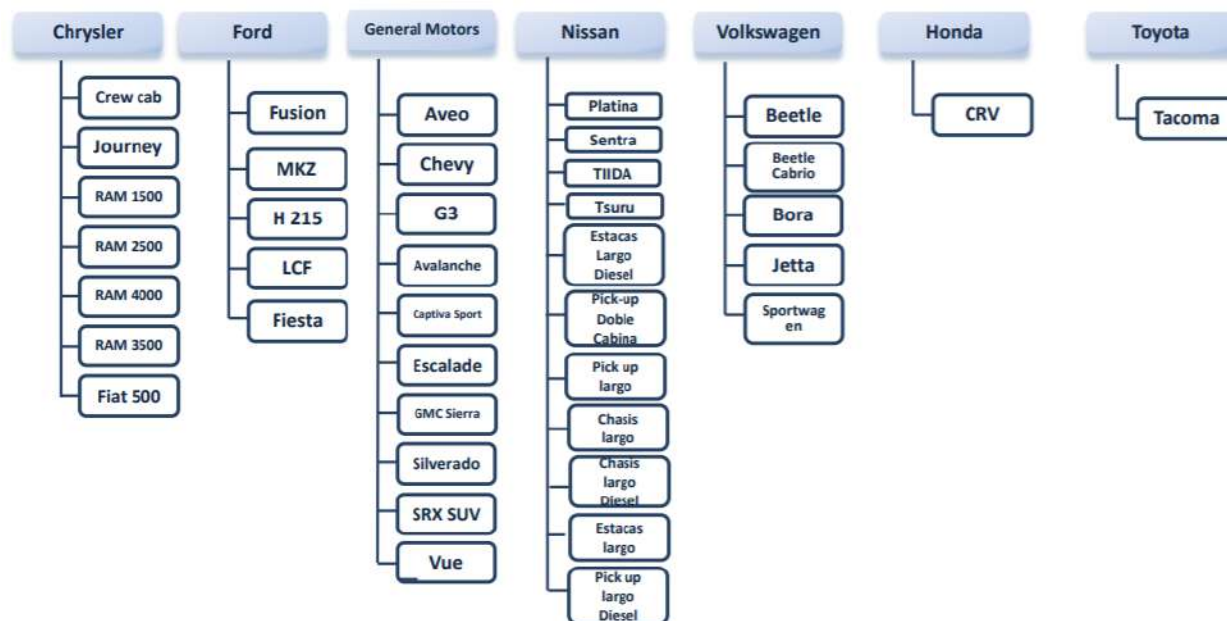 Chrysler
Crew cab
Journey
RAM 1500
RAM 2500
RAM 4000
RAM 3500
Fiat 500
Ford
Fusion
MKZ
H 215
LCF
Fiesta
General Motors
Aveo
Chevy
G3
Avalanche
Captiva Sport
Escalade
GMC Sierra
Silverado
SRX SUV
Vue
Nissan
Platina
Sentra
TIIDA
Tsuru
Estacas
Largo
Diesel
Pick-up
Doble
Cabina
Pick up
largo
Chasis
largo
Chasis
largo
Diesel
Estacas
largo
Pick up
largo
Diesel
Volkswagen
Beetle
Beetle
Cabrio
Bora
Jetta
Sportwag
en
Honda
CRV
Toyota
Tacoma